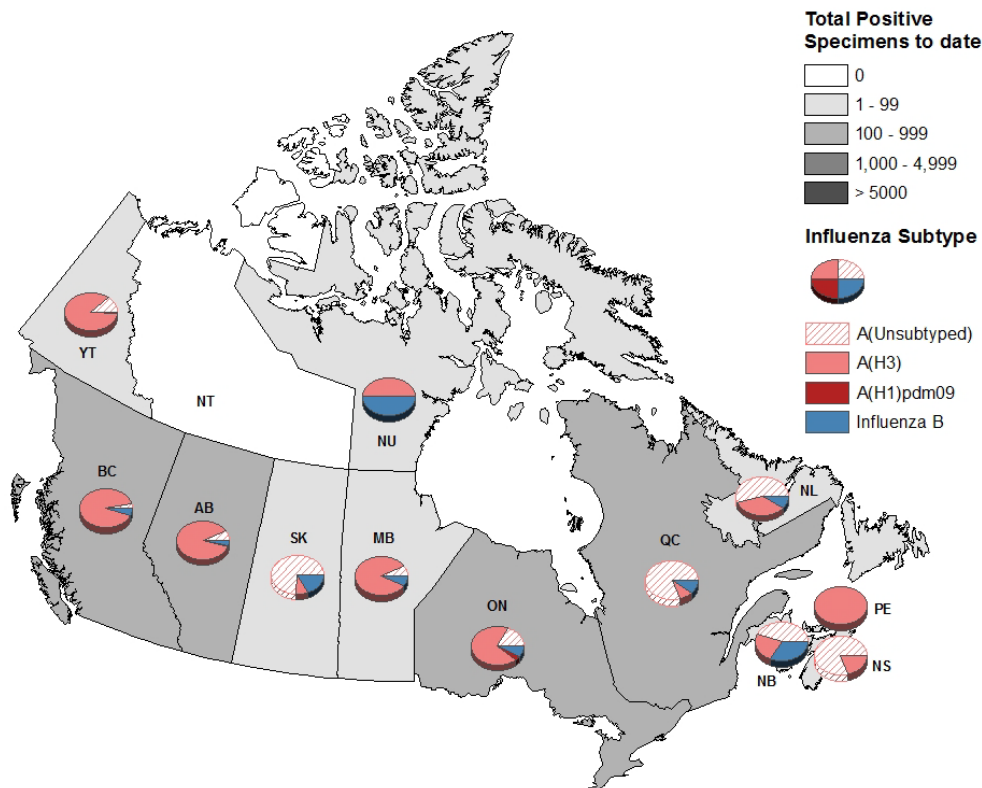 Total Positive
Specimens to date
0
1 - 99
100 - 999
1,000 - 4,999
> 5000
Influenza Subtype
A(Unsubtyped)
A(H3)
A(H1)pdm09
Influenza B
YT
NT
NU
BC
AB
SK
MB
ON
QC
NL
PE
NB
NS